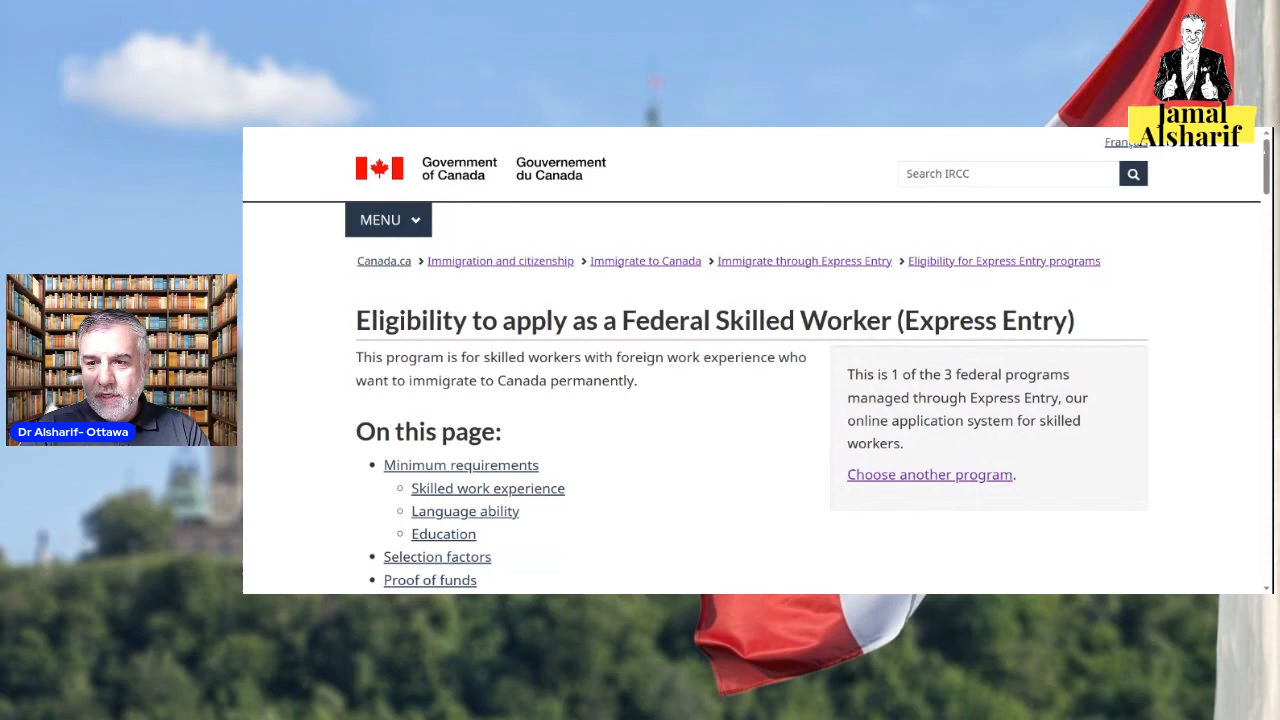 Jamal
Alsharif
Government
of Canada
Gouvernement
du Canada
Search IRCC
MENU
Canada.ca
Immigration and citizenship
Immigrate to Canada
Immigrate through Express Entry
Eligibility for Express Entry programs
Eligibility to apply as a Federal Skilled Worker (Express Entry)
This program is for skilled workers with foreign work experience who
want to immigrate to Canada permanently.
This is 1 of the 3 federal programs
managed through Express Entry, our
online application system for skilled
workers.
Choose another program.
On this page:
Minimum requirements
Skilled work experience
Language ability
Education
Selection factors
Proof of funds
Dr Alsharif- Ottawa